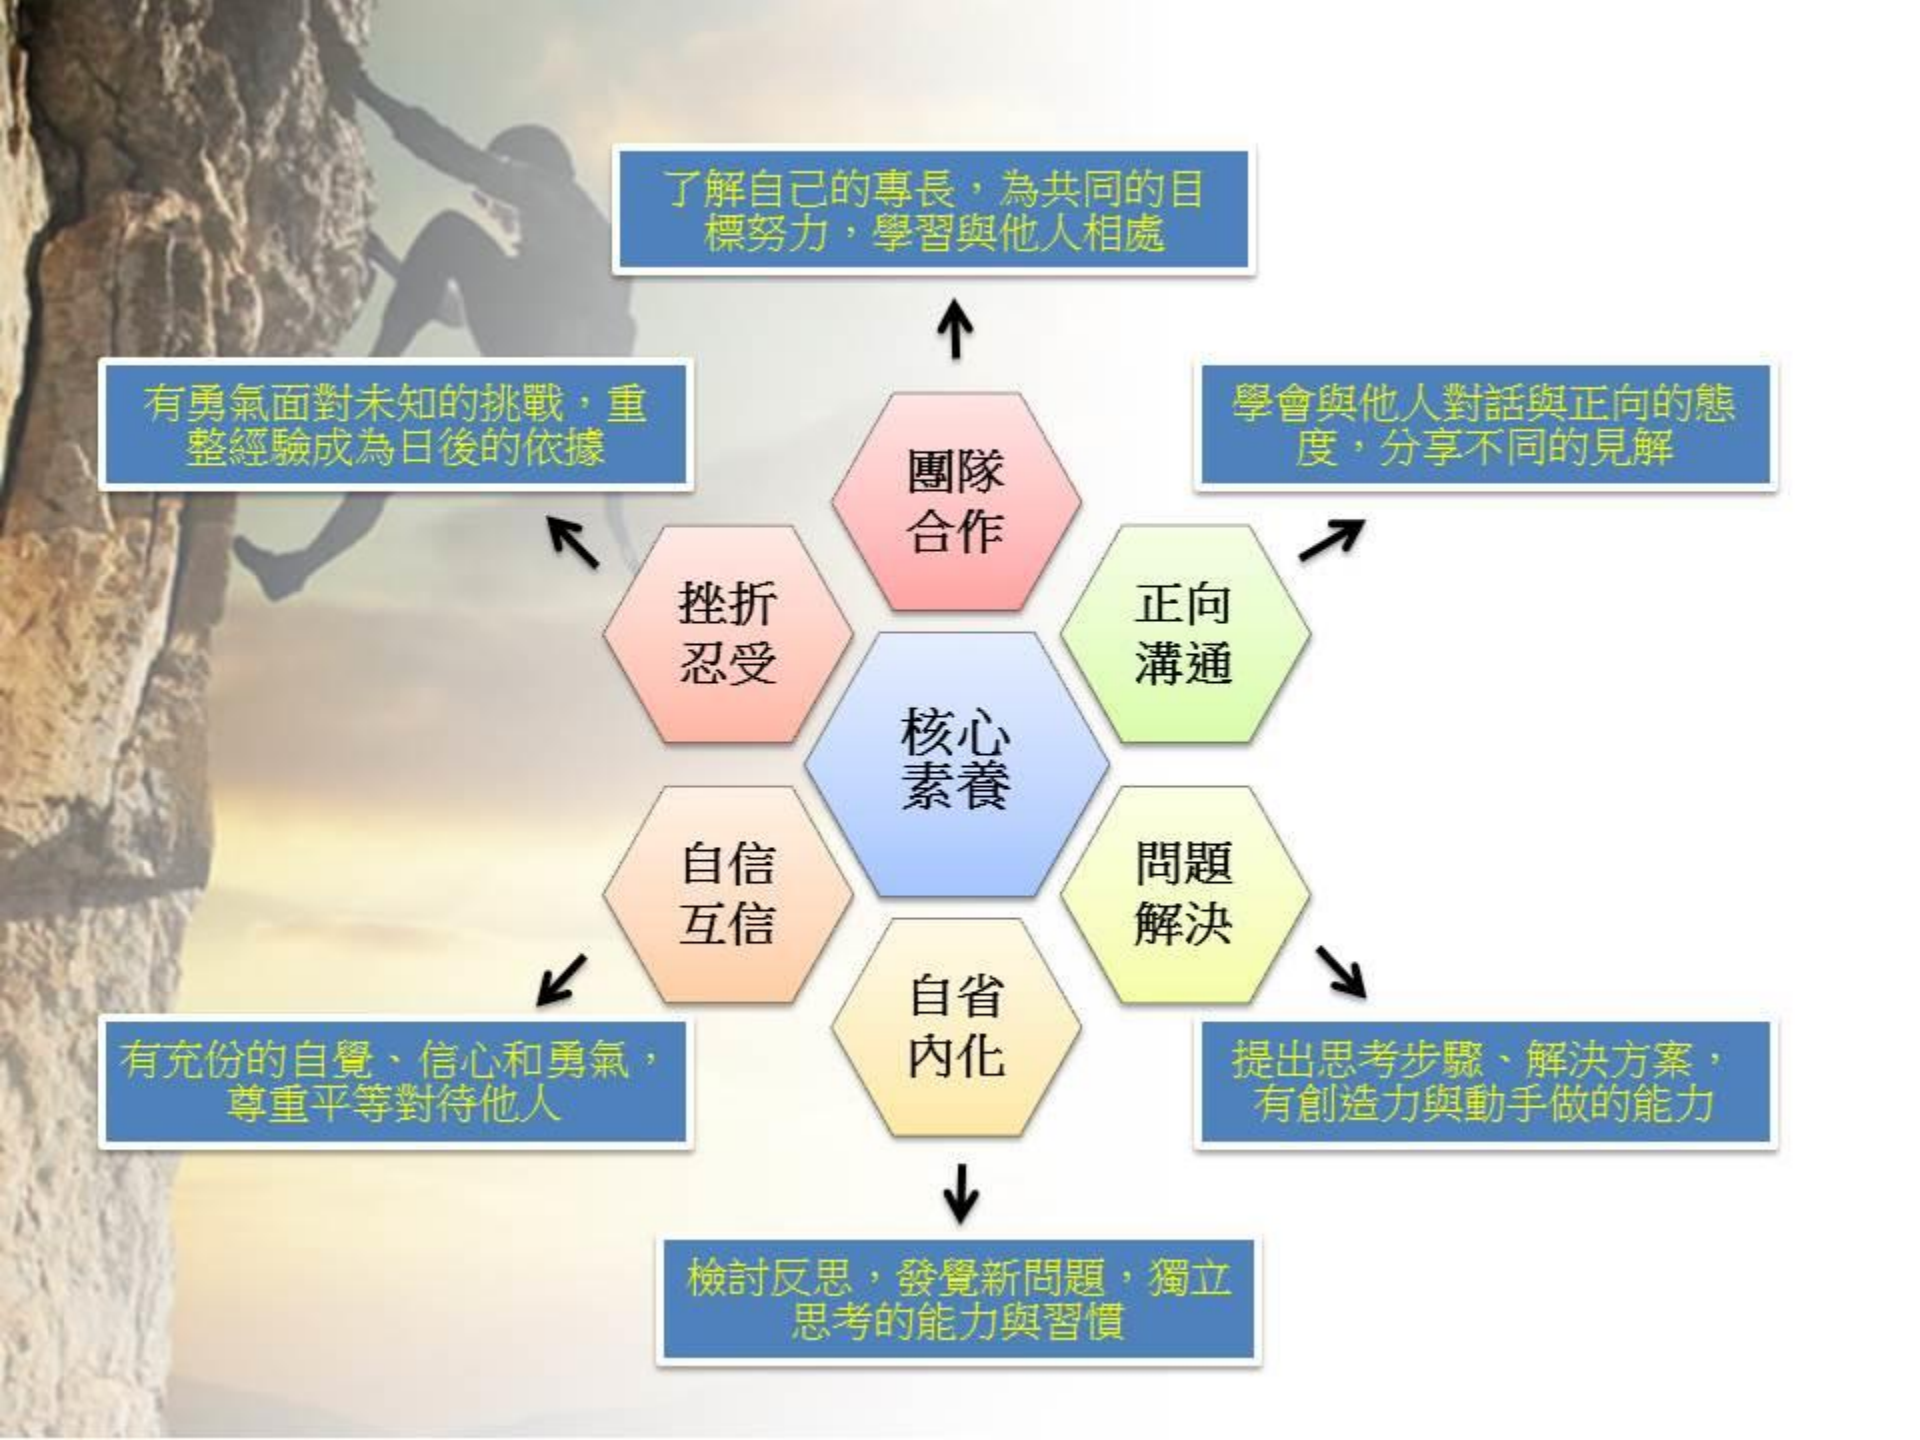 了解自己的專長，為共同的目
標努力，學習與他人相處
有勇氣面對未知的挑戰，重
整經驗成為日後的依據
學會與他人對話與正向的態
度，分享不同的見解
團隊
合作
挫折
忍受
正向
溝通
核心
素養
自信
互信
問題
解決
自省
內化
有充份的自覺、信心和勇氣，
尊重平等對待他人
提出思考步驟、解決方案，
有創造力與動手做的能力
檢討反思，發覺新問題，獨立
思考的能力與習慣